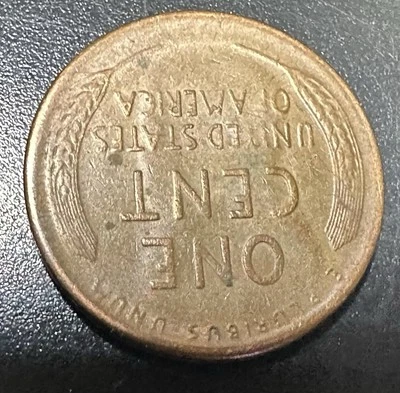 E PLURIBUS UNUM
ONE
CENT
UNITED STATES
OF AMERICA